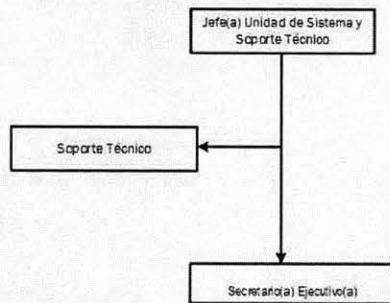 Jefe(a) Unidad de Sistema y
Soporte Técnico
Soporte Técnico
Secretario(a) Ejecutivo(a)